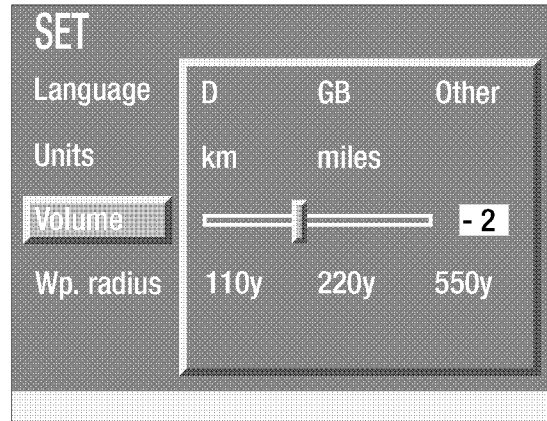 SET
Language D GB Other
Units km miles
Volume - 2
Wp. radius 110y 220y 550y